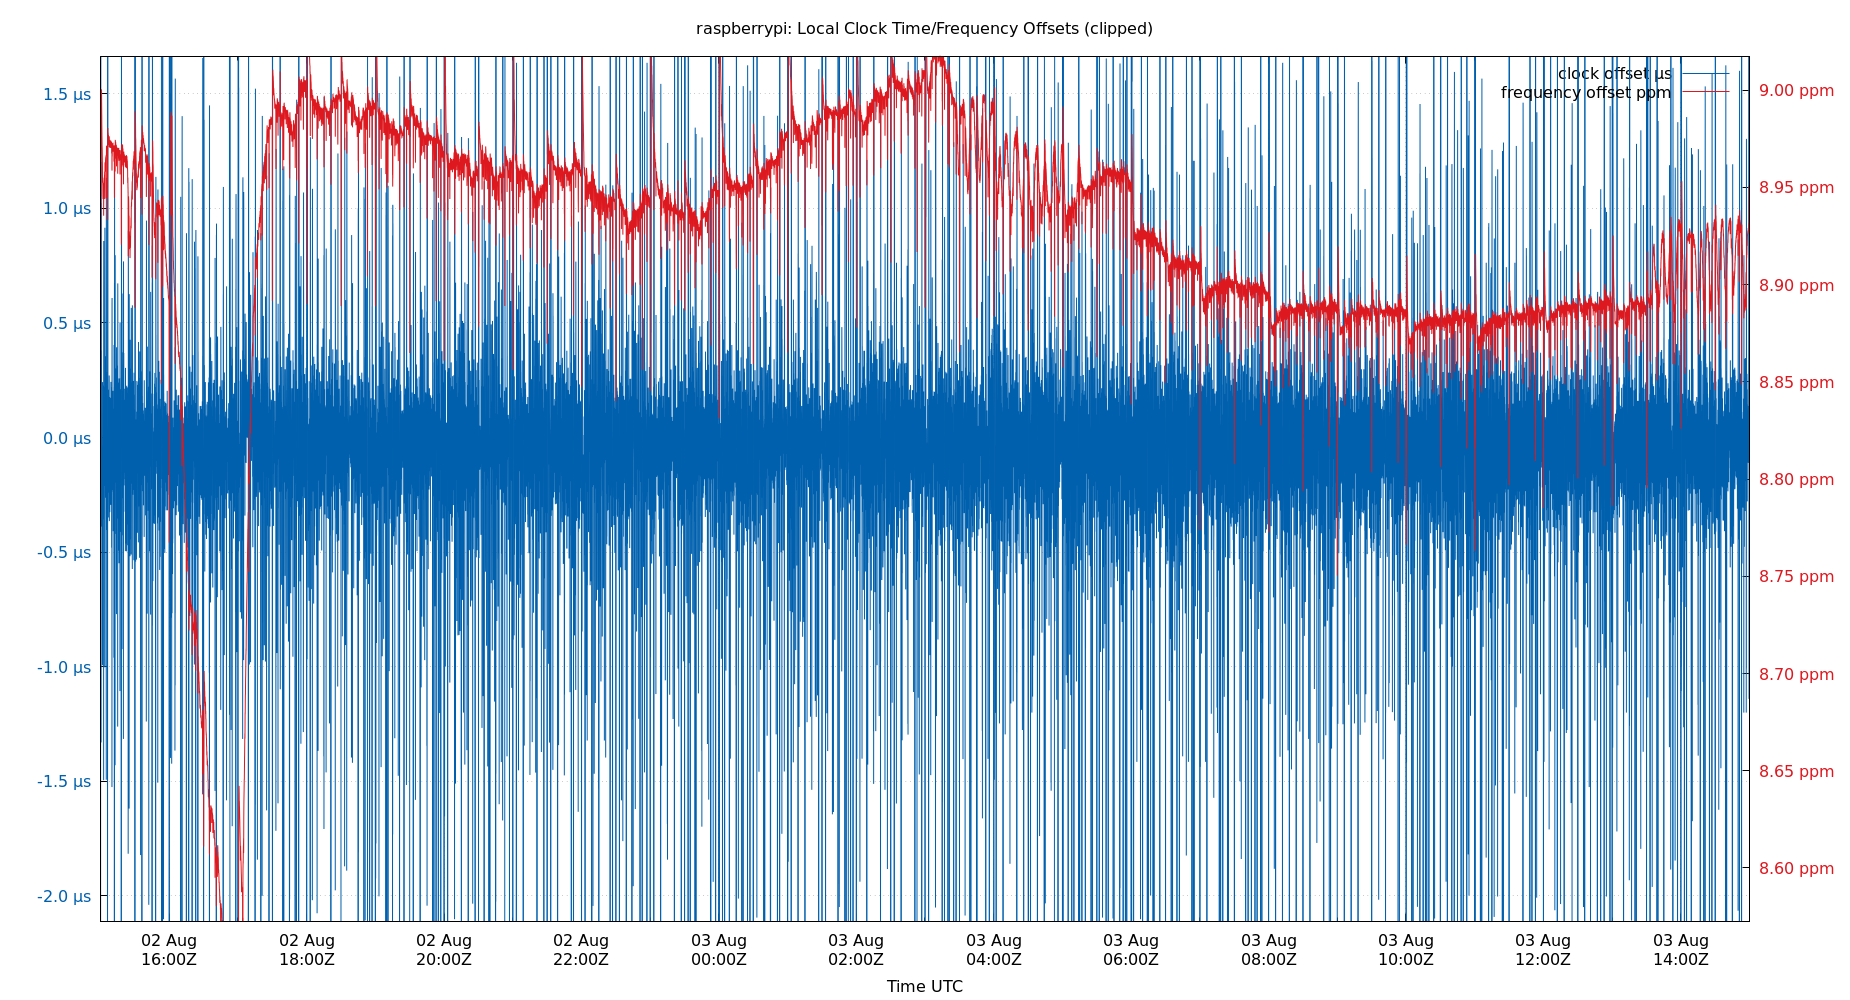 raspberrypi: Local Clock Time/Frequency Offsets (clipped)
clock offset µs
frequency offset ppm
1.5 µs
1.0 µs
0.5 µs
0.0 µs
-0.5 µs
-1.0 µs
-1.5 µs
-2.0 µs
9.00 ppm
8.95 ppm
8.90 ppm
8.85 ppm
8.80 ppm
8.75 ppm
8.70 ppm
8.65 ppm
8.60 ppm
02 Aug 02 Aug 02 Aug 02 Aug 03 Aug 03 Aug 03 Aug 03 Aug 03 Aug 03 Aug 03 Aug 03 Aug
16:00Z 18:00Z 20:00Z 22:00Z 00:00Z 02:00Z 04:00Z 06:00Z 08:00Z 10:00Z 12:00Z 14:00Z
Time UTC